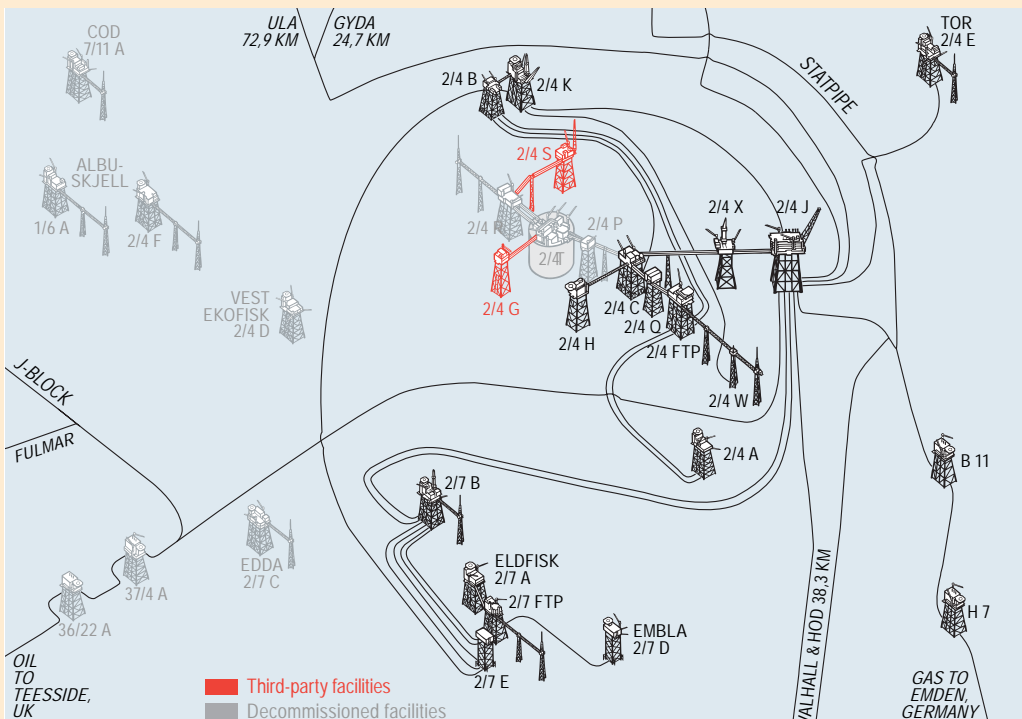 COD
7/11 A
ULA
72,9 KM
GYDA
24,7 KM
TOR
2/4 E
STATPIPE
2/4 B
2/4 K
2/4 S
ALBU-
SKJELL
1/6 A
2/4 F
2/4 P
2/4 X
2/4 J
2/4T
2/4 G
2/4 H
2/4 C
2/4 Q
2/4 FTP
2/4 W
VEST
EKOFISK
2/4 D
J-BLOCK
FULMAR
2/4 A
B 11
2/7 B
EDDA
2/7 C
37/4 A
36/22 A
ELDFISK
2/7 A
2/7 FTP
EMBLA
2/7 D
2/7 E
H 7
VALHALL & HOD 38,3 KM
OIL
TO
TEESSIDE,
UK
GAS TO
EMDEN,
GERMANY
Third-party facilities
Decommissioned facilities